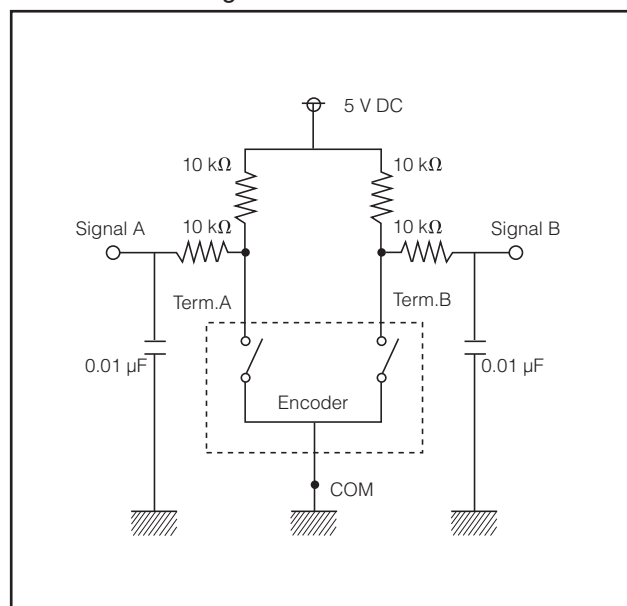 5 V DC
10 kΩ 10 kΩ
10 kΩ 10 kΩ
Signal A Signal B
Term.A Term.B
0.01 µF 0.01 µF
Encoder
COM